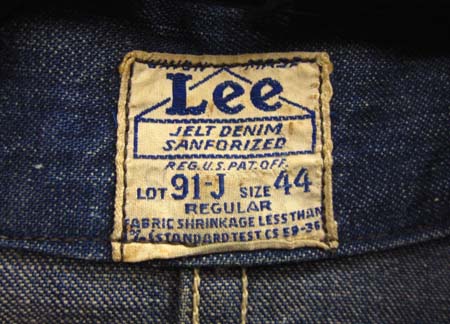 UNION MADE
Lee
JELT DENIM
SANFORIZED
REG. U.S. PAT. OFF.
LOT 91-J SIZE 44
REGULAR
FABRIC SHRINKAGE LESS THAN
(STANDARD TEST CS 59-36)